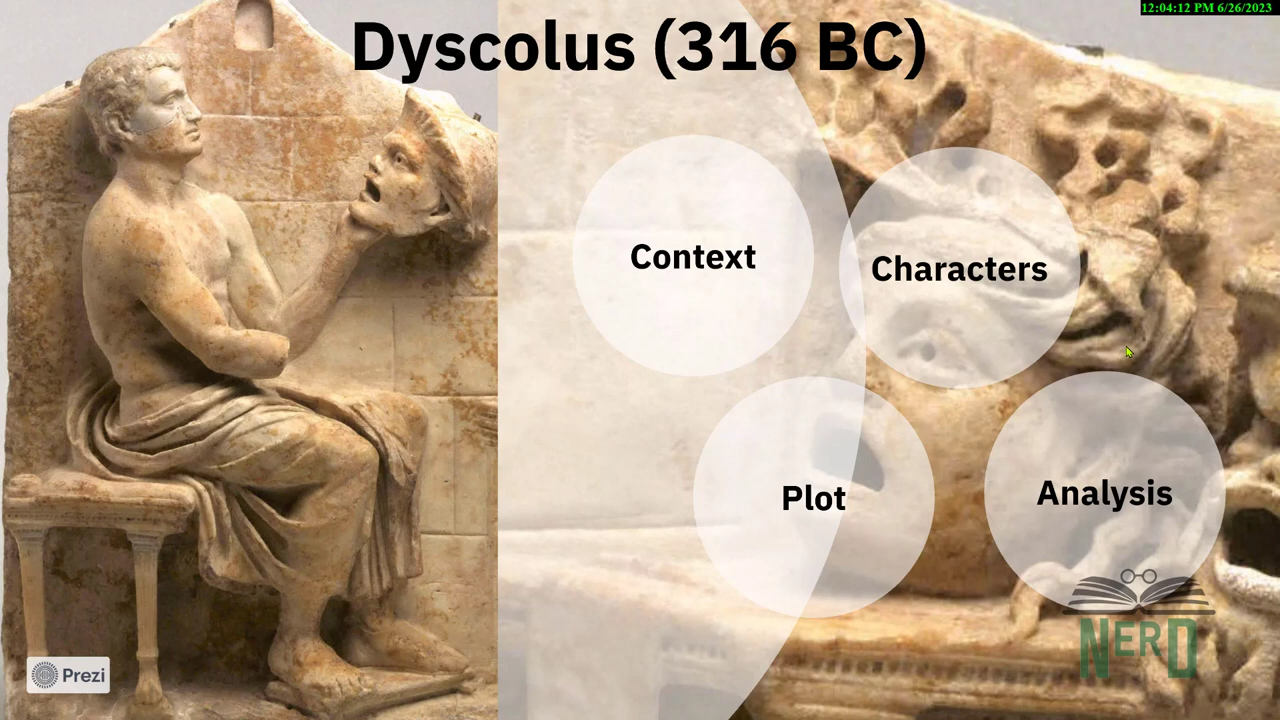 12:04:12 PM 6/26/2023
Dyscolus (316 BC)
Context
Characters
Plot
Analysis
NERD
Prezi